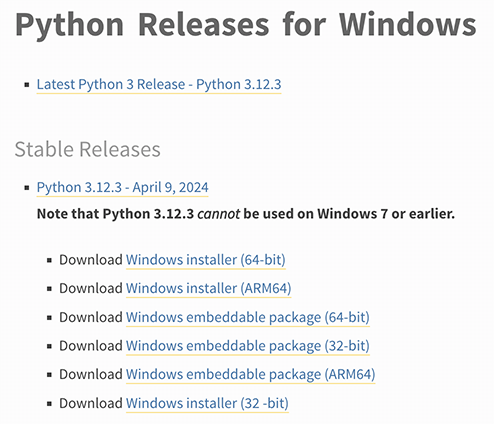 Python Releases for Windows
Latest Python 3 Release - Python 3.12.3
Stable Releases
Python 3.12.3 - April 9, 2024
Note that Python 3.12.3 cannot be used on Windows 7 or earlier.
Download Windows installer (64-bit)
Download Windows installer (ARM64)
Download Windows embeddable package (64-bit)
Download Windows embeddable package (32-bit)
Download Windows embeddable package (ARM64)
Download Windows installer (32 -bit)